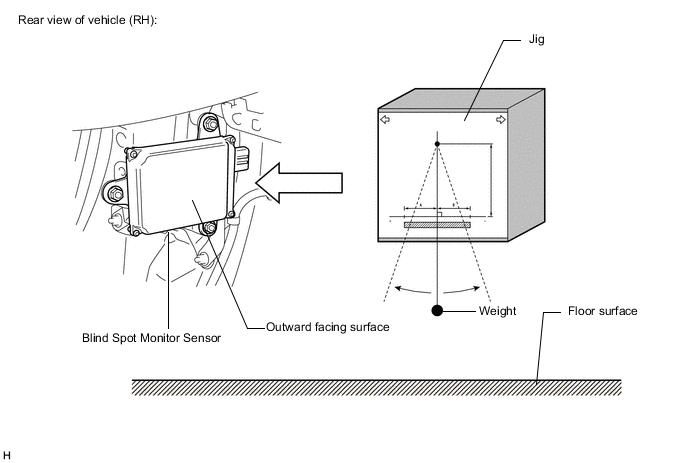 Rear view of vehicle (RH):
Jig
Weight
Floor surface
Outward facing surface
Blind Spot Monitor Sensor
H